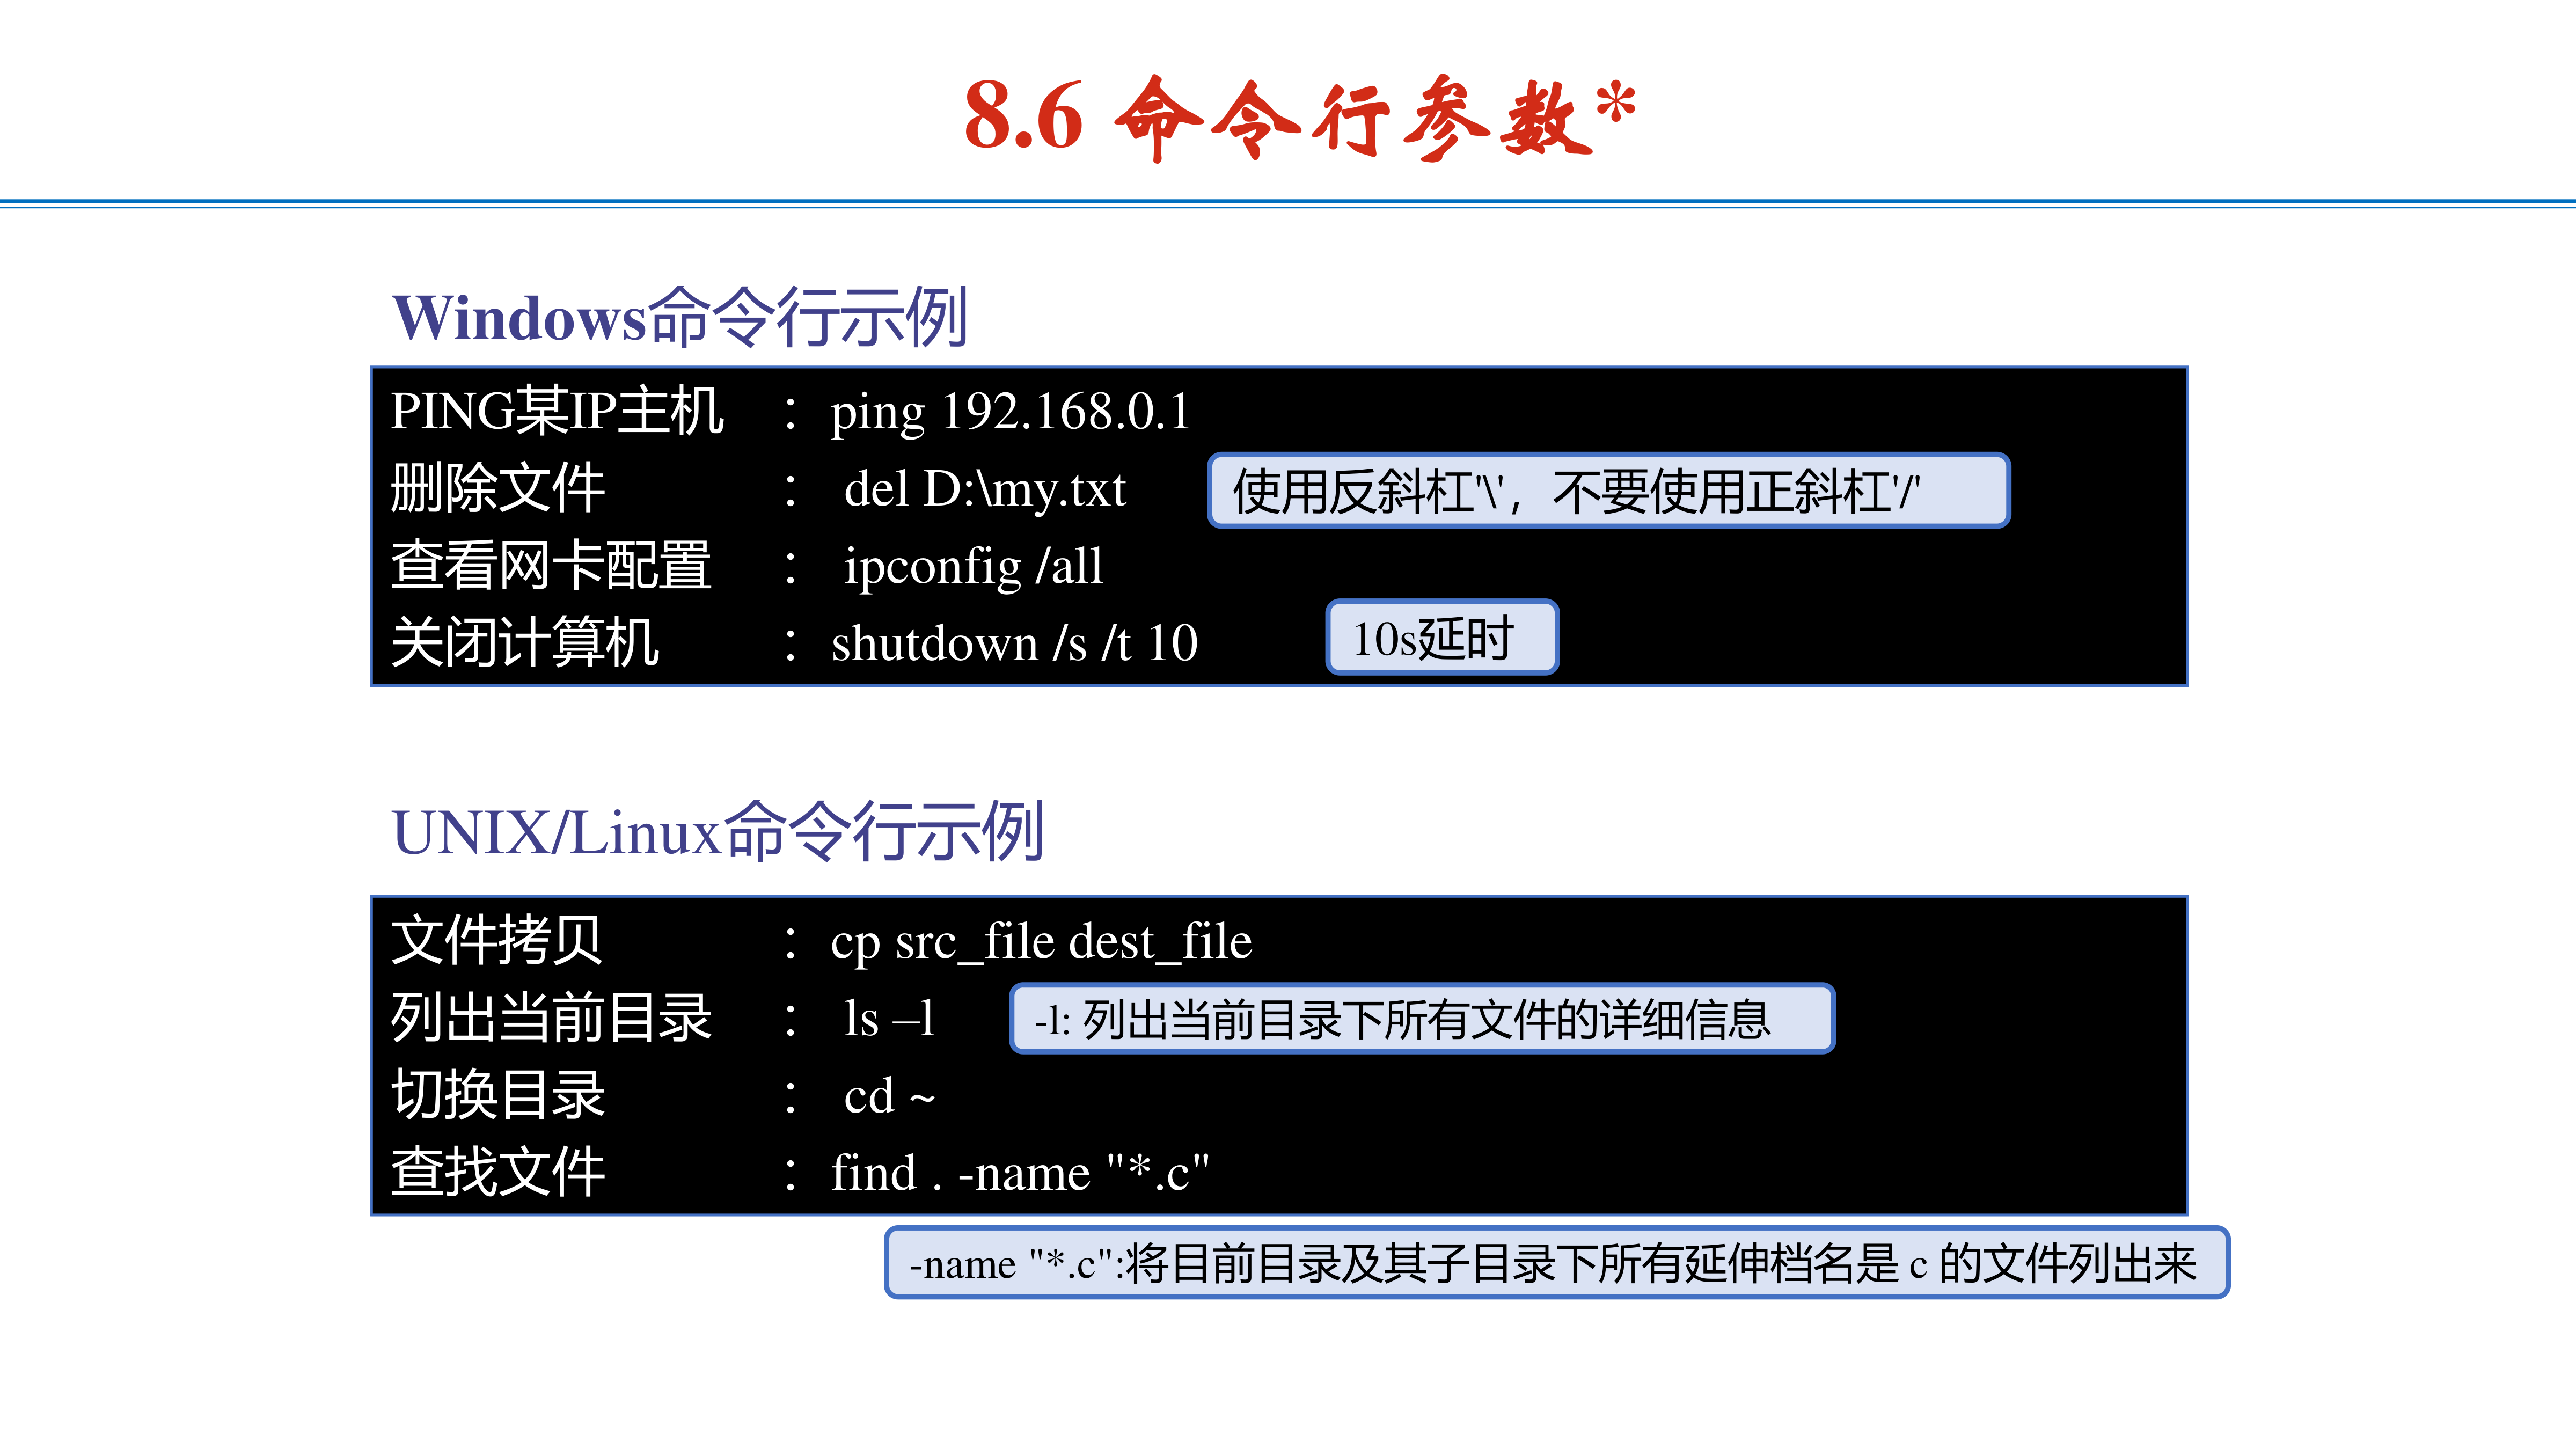 8.6 命令行参数*
Windows命令行示例
PING某IP主机 : ping 192.168.0.1
删除文件 : del D:\my.txt 使用反斜杠'\'，不要使用正斜杠'/'
查看网卡配置 : ipconfig /all
关闭计算机 : shutdown /s /t 10 10s延时
UNIX/Linux命令行示例
文件拷贝 : cp src_file dest_file
列出当前目录 : ls –l -l: 列出当前目录下所有文件的详细信息
切换目录 : cd ~
查找文件 : find . -name "*.c"
-name "*.c":将目前目录及其子目录下所有延伸档名是 c 的文件列出来